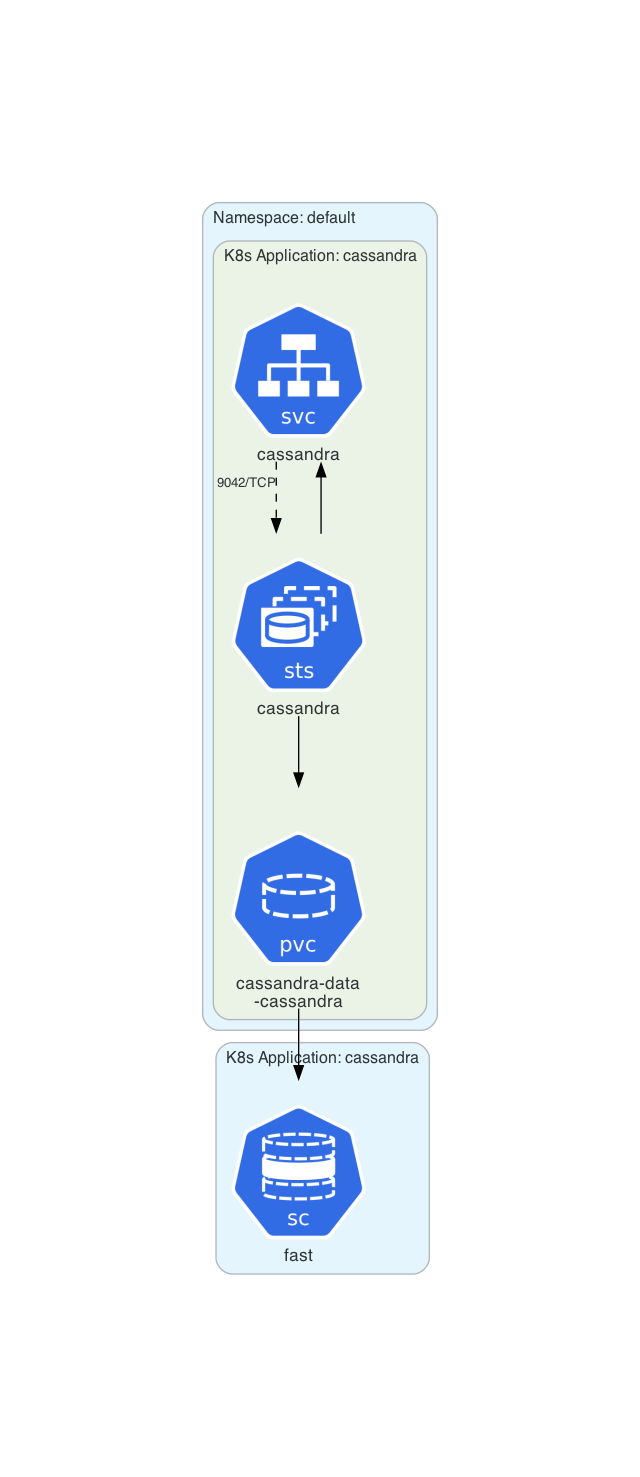 Namespace: default
K8s Application: cassandra
svc
cassandra
9042/TCP
sts
cassandra
pvc
cassandra-data
-cassandra
K8s Application: cassandra
sc
fast